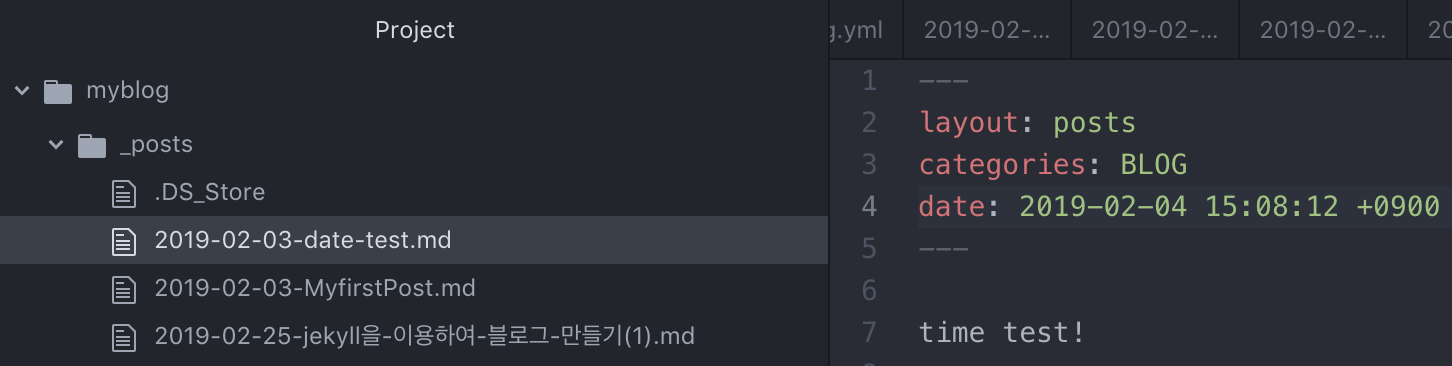 Project
myblog
_posts
.DS_Store
2019-02-03-date-test.md
2019-02-03-MyfirstPost.md
2019-02-25-jekyll을-이용하여-블로그-만들기(1).md
g.yml 2019-02-... 2019-02-... 2019-02-... 20
1 ---
2 layout: posts
3 categories: BLOG
4 date: 2019-02-04 15:08:12 +0900
5 ---
6
7 time test!